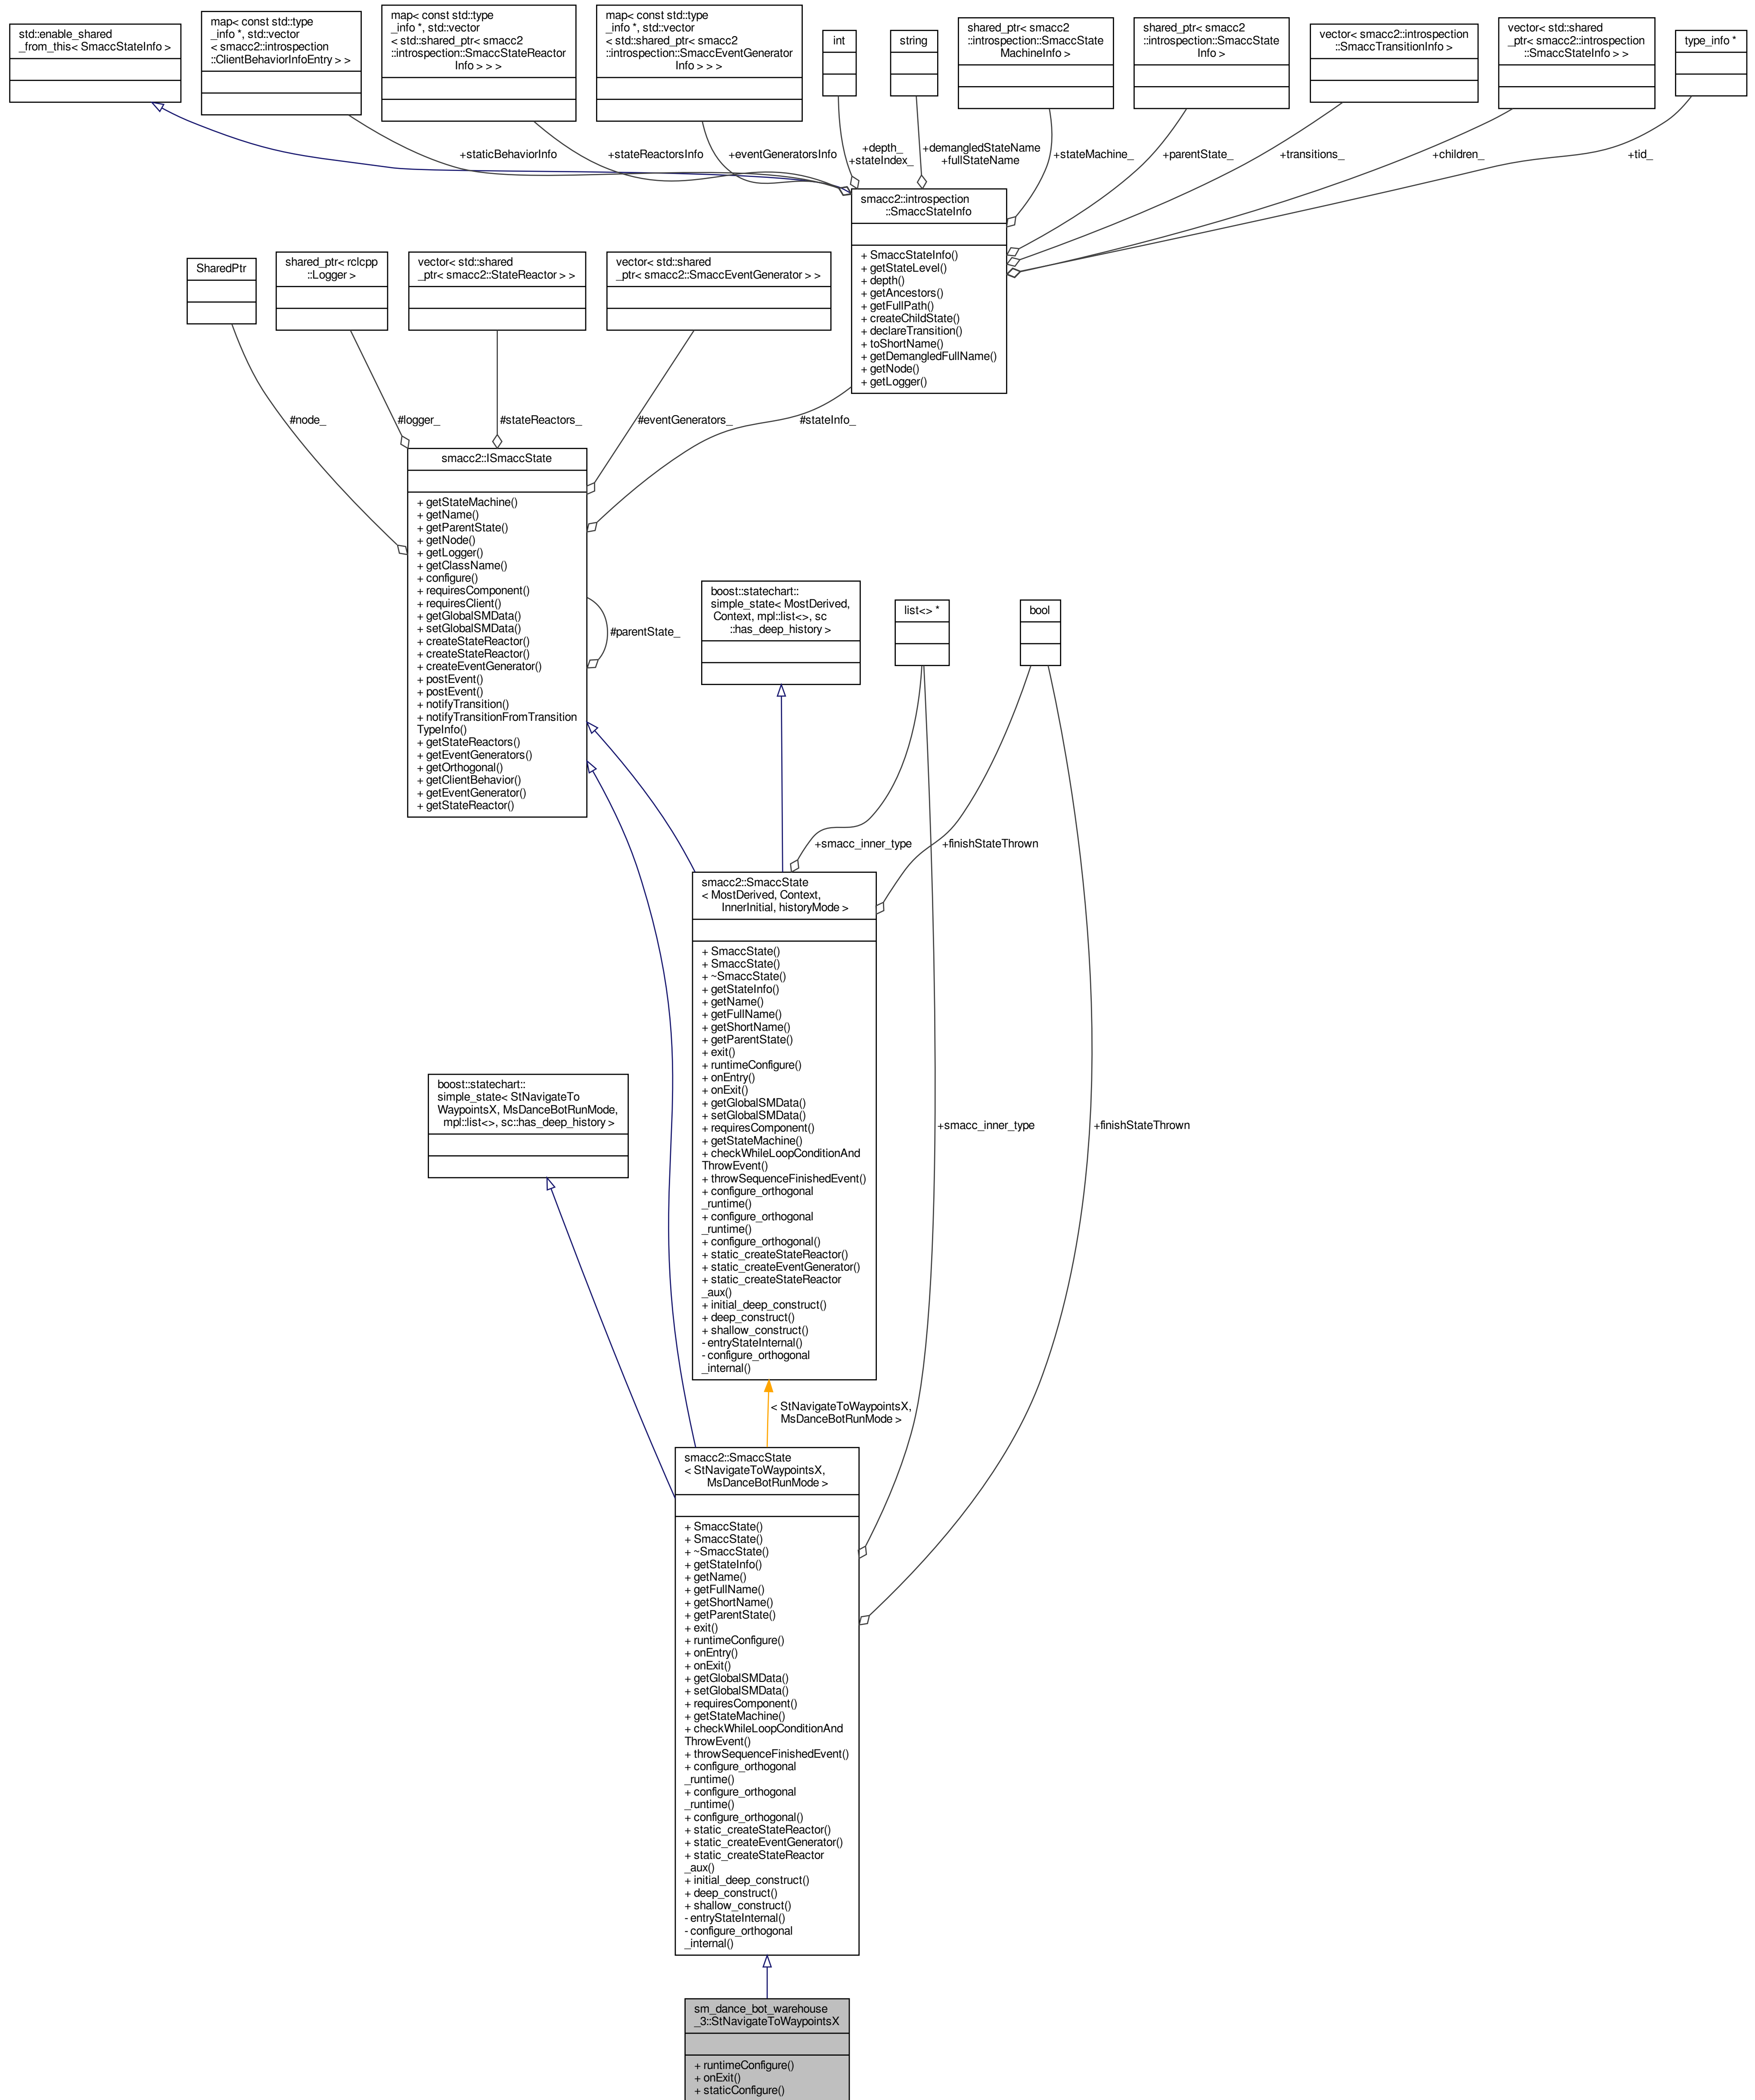 std::enable_shared
_from_this< SmaccStateInfo >
map< const std::type
_info *, std::vector
< smacc2::introspection
::ClientBehaviorInfoEntry > >
map< const std::type
_info *, std::vector
< std::shared_ptr< smacc2
::introspection::SmaccStateReactor
Info > > >
map< const std::type
_info *, std::vector
< std::shared_ptr< smacc2
::introspection::SmaccEventGenerator
Info > > >
int
string
shared_ptr< smacc2
::introspection::SmaccState
MachineInfo >
shared_ptr< smacc2
::introspection::SmaccState
Info >
vector< smacc2::introspection
::SmaccTransitionInfo >
vector< std::shared
_ptr< smacc2::introspection
::SmaccStateInfo > >
type_info *
+staticBehaviorInfo
+stateReactorsInfo
+eventGeneratorsInfo
+depth_
+stateIndex_
+demangledStateName
+fullStateName
+stateMachine_
+parentState_
+transitions_
+children_
+tid_
smacc2::introspection
::SmaccStateInfo
+ SmaccStateInfo()
+ getStateLevel()
+ depth()
+ getAncestors()
+ getFullPath()
+ createChildState()
+ declareTransition()
+ toShortName()
+ getDemangledFullName()
+ getNode()
+ getLogger()
SharedPtr
shared_ptr< rclcpp
::Logger >
vector< std::shared
_ptr< smacc2::StateReactor > >
vector< std::shared
_ptr< smacc2::SmaccEventGenerator > >
#node_
#logger_
#stateReactors_
#eventGenerators_
#stateInfo_
smacc2::ISmaccState
+ getStateMachine()
+ getName()
+ getParentState()
+ getNode()
+ getLogger()
+ getClassName()
+ configure()
+ requiresComponent()
+ requiresClient()
+ getGlobalSMData()
+ setGlobalSMData()
+ createStateReactor()
+ createStateReactor()
+ createEventGenerator()
+ postEvent()
+ postEvent()
+ notifyTransition()
+ notifyTransitionFromTransition
TypeInfo()
+ getStateReactors()
+ getEventGenerators()
+ getOrthogonal()
+ getClientBehavior()
+ getEventGenerator()
+ getStateReactor()
#parentState_
boost::statechart::
simple_state< MostDerived,
Context, mpl::list<>, sc
::has_deep_history >
list<> *
bool
+smacc_inner_type
+finishStateThrown
smacc2::SmaccState
< MostDerived, Context,
InnerInitial, historyMode >
+ SmaccState()
+ SmaccState()
+ ~SmaccState()
+ getStateInfo()
+ getName()
+ getFullName()
+ getShortName()
+ getParentState()
+ exit()
+ runtimeConfigure()
+ onEntry()
+ onExit()
+ getGlobalSMData()
+ setGlobalSMData()
+ requiresComponent()
+ getStateMachine()
+ checkWhileLoopConditionAnd
ThrowEvent()
+ throwSequenceFinishedEvent()
+ configure_orthogonal
_runtime()
+ configure_orthogonal
_runtime()
+ configure_orthogonal()
+ static_createStateReactor()
+ static_createEventGenerator()
+ static_createStateReactor
_aux()
+ initial_deep_construct()
+ deep_construct()
+ shallow_construct()
- entryStateInternal()
- configure_orthogonal
_internal()
boost::statechart::
simple_state< StNavigateTo
WaypointsX, MsDanceBotRunMode,
mpl::list<>, sc::has_deep_history >
+smacc_inner_type
+finishStateThrown
< StNavigateToWaypointsX,
MsDanceBotRunMode >
smacc2::SmaccState
< StNavigateToWaypointsX,
MsDanceBotRunMode >
+ SmaccState()
+ SmaccState()
+ ~SmaccState()
+ getStateInfo()
+ getName()
+ getFullName()
+ getShortName()
+ getParentState()
+ exit()
+ runtimeConfigure()
+ onEntry()
+ onExit()
+ getGlobalSMData()
+ setGlobalSMData()
+ requiresComponent()
+ getStateMachine()
+ checkWhileLoopConditionAnd
ThrowEvent()
+ throwSequenceFinishedEvent()
+ configure_orthogonal
_runtime()
+ configure_orthogonal
_runtime()
+ configure_orthogonal()
+ static_createStateReactor()
+ static_createEventGenerator()
+ static_createStateReactor
_aux()
+ initial_deep_construct()
+ deep_construct()
+ shallow_construct()
- entryStateInternal()
- configure_orthogonal
_internal()
sm_dance_bot_warehouse
_3::StNavigateToWaypointsX
+ runtimeConfigure()
+ onExit()
+ staticConfigure()